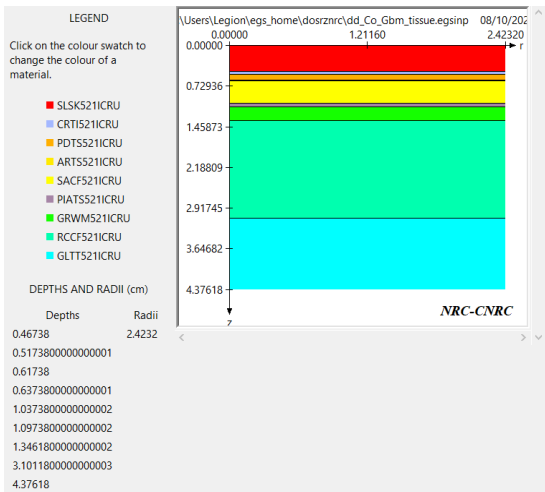 LEGEND
Click on the colour swatch to
change the colour of a
material.
SLSK521ICRU
CRTI521ICRU
PDTS521ICRU
ARTS521ICRU
SACF521ICRU
PIATS521ICRU
GRWM521ICRU
RCCF521ICRU
GLTT521ICRU
DEPTHS AND RADII (cm)
Depths Radii
0.46738 2.4232
0.5173800000000001
0.61738
0.6373800000000001
1.0373800000000002
1.0973800000000002
1.3461800000000002
3.1011800000000003
4.37618
\Users\Legion\egs_home\dosrznrc\dd_Co_Gbm_tissue.egsinp 08/10/202
0.00000 1.21160 2.42320
0.00000 r
0.72936
1.45873
2.18809
2.91745
3.64682
4.37618
NRC-CNRC
z